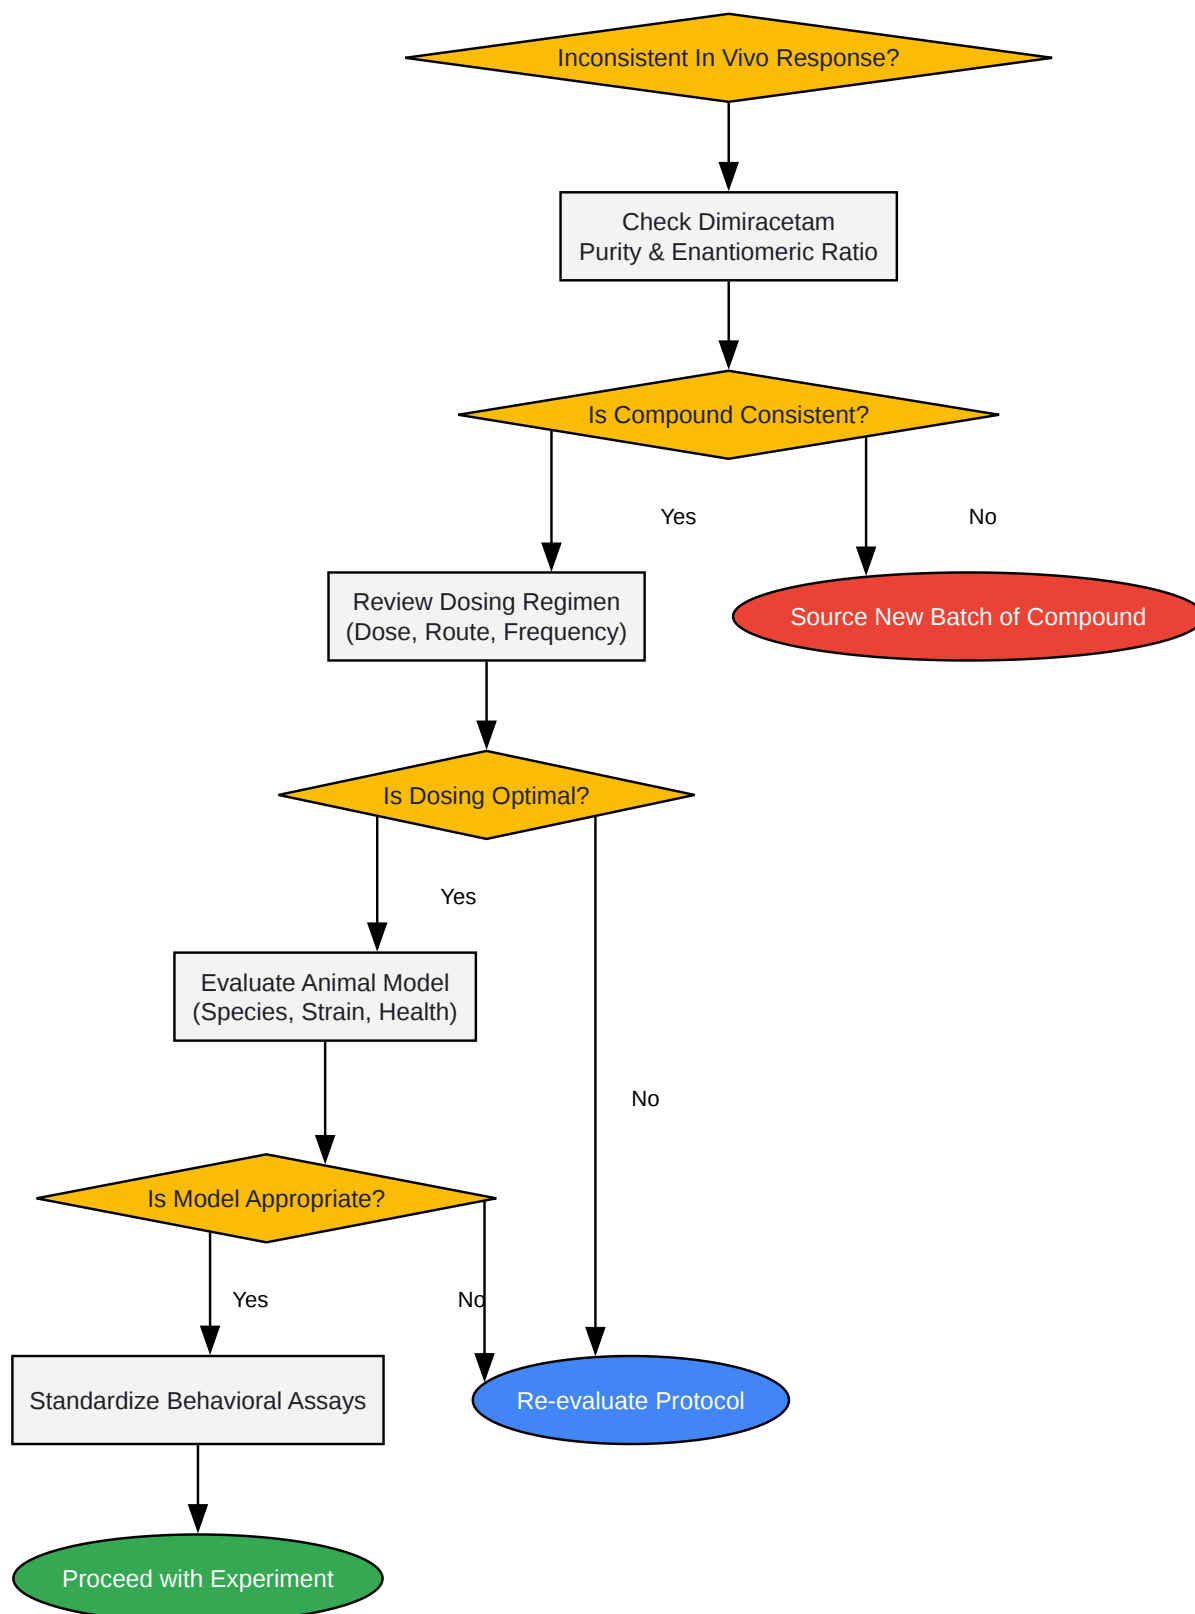 Inconsistent In Vivo Response?
Check Dimiracetam
Purity & Enantiomeric Ratio
Is Compound Consistent?
Yes
No
Review Dosing Regimen
(Dose, Route, Frequency)
Source New Batch of Compound
Is Dosing Optimal?
Yes
Evaluate Animal Model
(Species, Strain, Health)
No
Is Model Appropriate?
Yes
No
Standardize Behavioral Assays
Re-evaluate Protocol
Proceed with Experiment